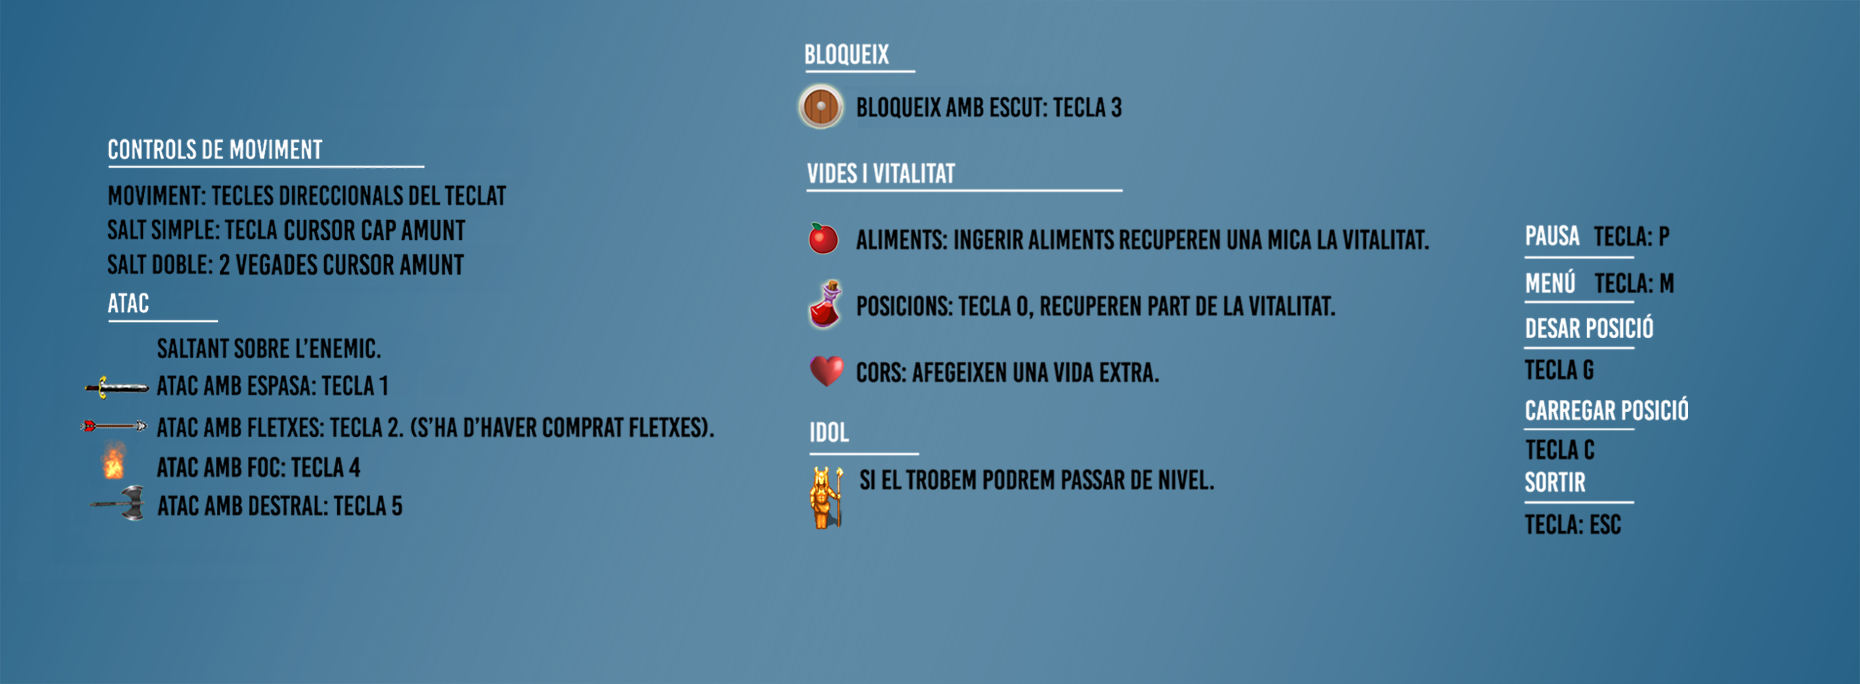 CONTROLS DE MOVIMENT
MOVIMENT: TECLES DIRECCIONALS DEL TECLAT
SALT SIMPLE: TECLA CURSOR CAP AMUNT
SALT DOBLE: 2 VEGADES CURSOR AMUNT
ATAC
SALTANT SOBRE L'ENEMIC.
ATAC AMB ESPASA: TECLA 1
ATAC AMB FLETXES: TECLA 2. (S'HA D'HAVER COMPRAT FLETXES).
ATAC AMB FOC: TECLA 4
ATAC AMB DESTRAL: TECLA 5
BLOQUEIX
BLOQUEIX AMB ESCUT: TECLA 3
VIDES I VITALITAT
ALIMENTS: INGERIR ALIMENTS RECUPEREN UNA MICA LA VITALITAT.
POSICIONS: TECLA O, RECUPEREN PART DE LA VITALITAT.
CORS: AFEGEIXEN UNA VIDA EXTRA.
IDOL
SI EL TROBEM PODREM PASSAR DE NIVEL.
PAUSA TECLA: P
MENÚ TECLA: M
DESAR POSICIÓ
TECLA G
CARREGAR POSICIÓ
TECLA C
SORTIR
TECLA: ESC